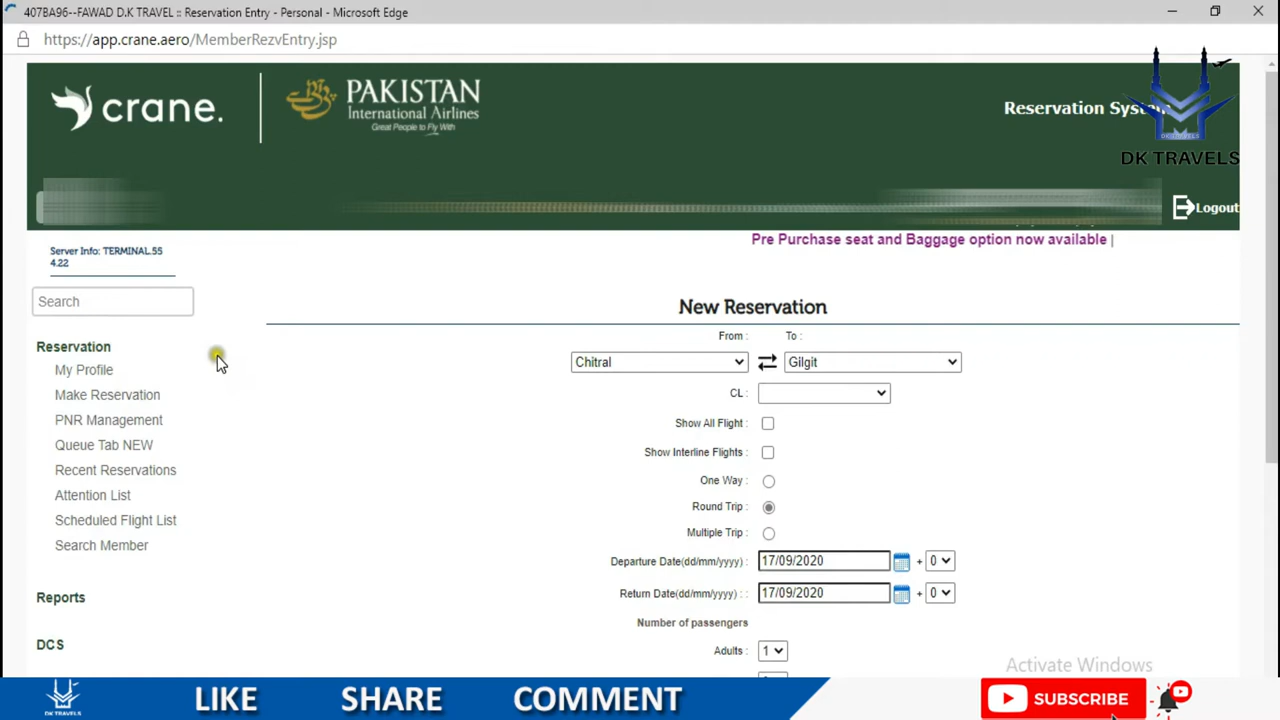 407BA96--FAWAD D.K TRAVEL :: Reservation Entry - Personal - Microsoft Edge
https://app.crane.aero/MemberRezvEntry.jsp
crane.
PAKISTAN
International Airlines
Great People to Fly With
Reservation System
DK TRAVELS
Logout
Server Info: TERMINAL.55
4.22
Pre Purchase seat and Baggage option now available |
Search
New Reservation
Reservation
My Profile
Make Reservation
PNR Management
Queue Tab NEW
Recent Reservations
Attention List
Scheduled Flight List
Search Member
Reports
DCS
From :
To :
Chitral
Gilgit
CL :
Show All Flight :
Show Interline Flights :
One Way :
Round Trip :
Multiple Trip :
Departure Date(dd/mm/yyyy) :
17/09/2020
+ 0
Return Date(dd/mm/yyyy) : :
17/09/2020
+ 0
Number of passengers
Adults :
1
Activate Windows
LIKE
SHARE
COMMENT
SUBSCRIBE